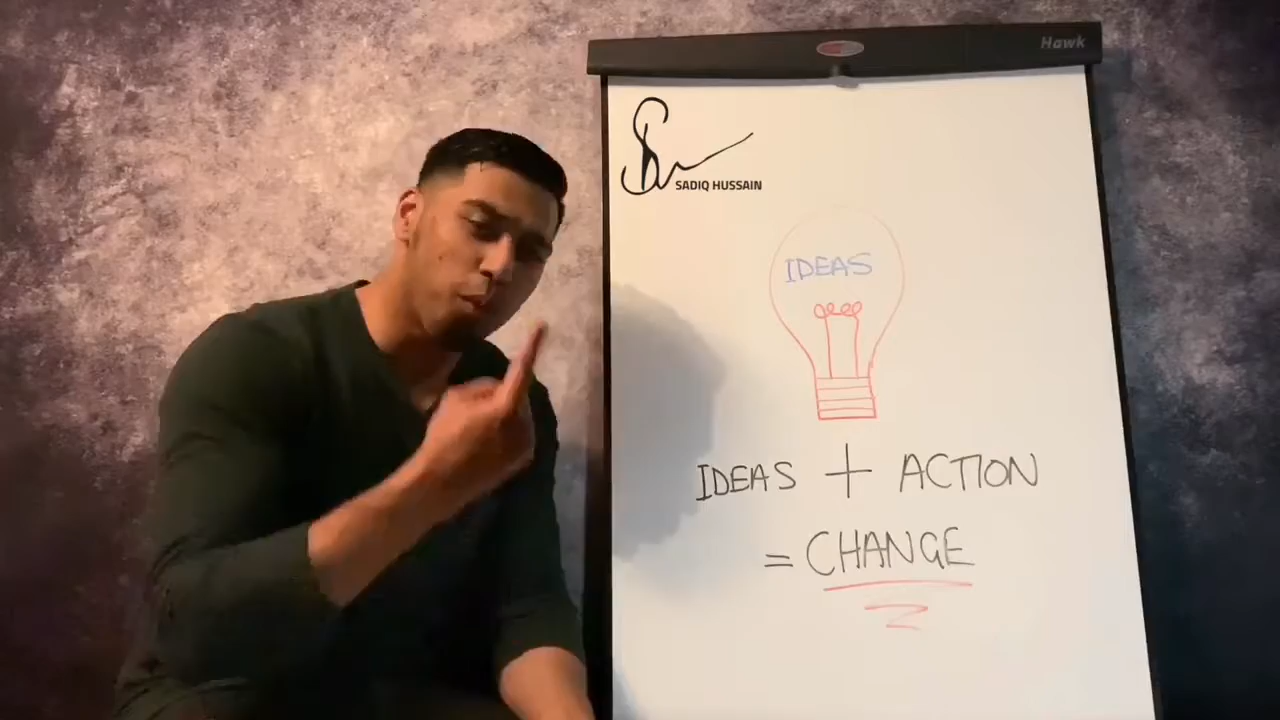 Hawk
SADIQ HUSSAIN
IDEAS
IDEAS + ACTION
= CHANGE